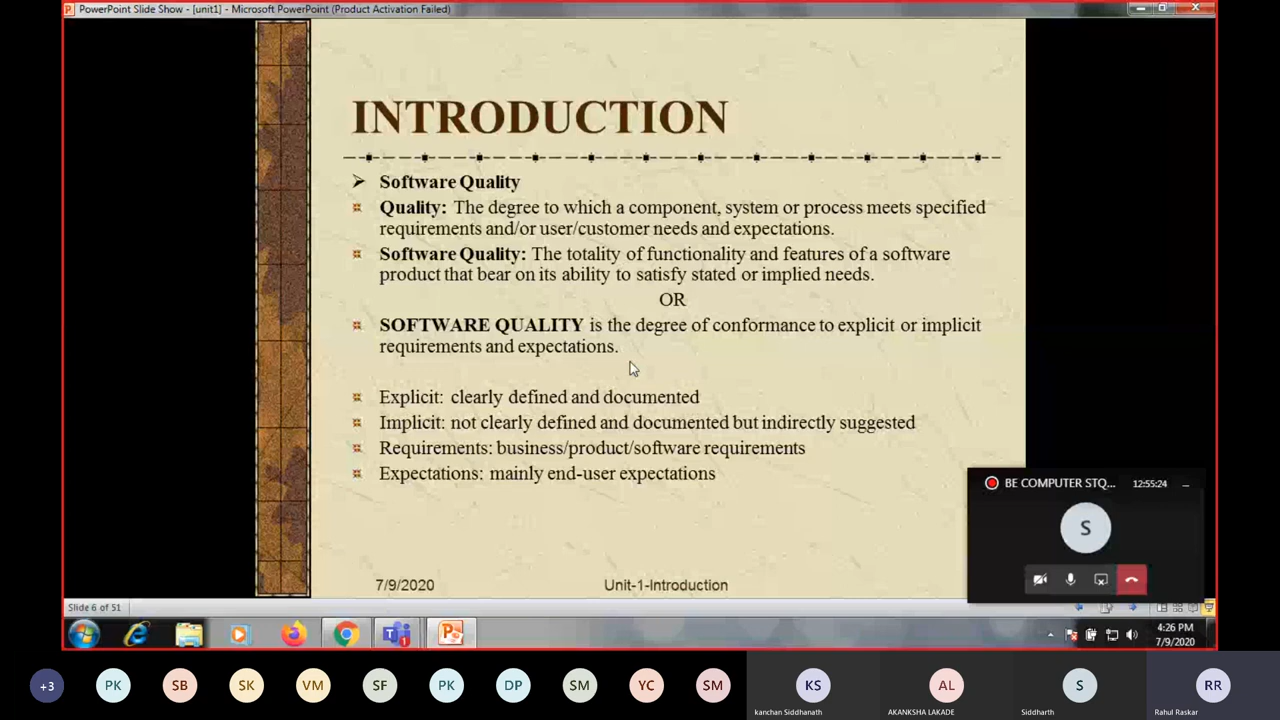 PowerPoint Slide Show - [unit1] - Microsoft PowerPoint (Product Activation Failed)
INTRODUCTION
Software Quality
Quality: The degree to which a component, system or process meets specified
requirements and/or user/customer needs and expectations.
Software Quality: The totality of functionality and features of a software
product that bear on its ability to satisfy stated or implied needs.
OR
SOFTWARE QUALITY is the degree of conformance to explicit or implicit
requirements and expectations.
Explicit: clearly defined and documented
Implicit: not clearly defined and documented but indirectly suggested
Requirements: business/product/software requirements
Expectations: mainly end-user expectations
BE COMPUTER STQ... 12:55:24
S
7/9/2020 Unit-1-Introduction
Slide 6 of 51
4:26 PM
7/9/2020
+3 PK SB SK VM SF PK DP SM YC SM KS AL S RR
kanchan Siddhanath AKANKSHA LAKADE Siddharth Rahul Raskar